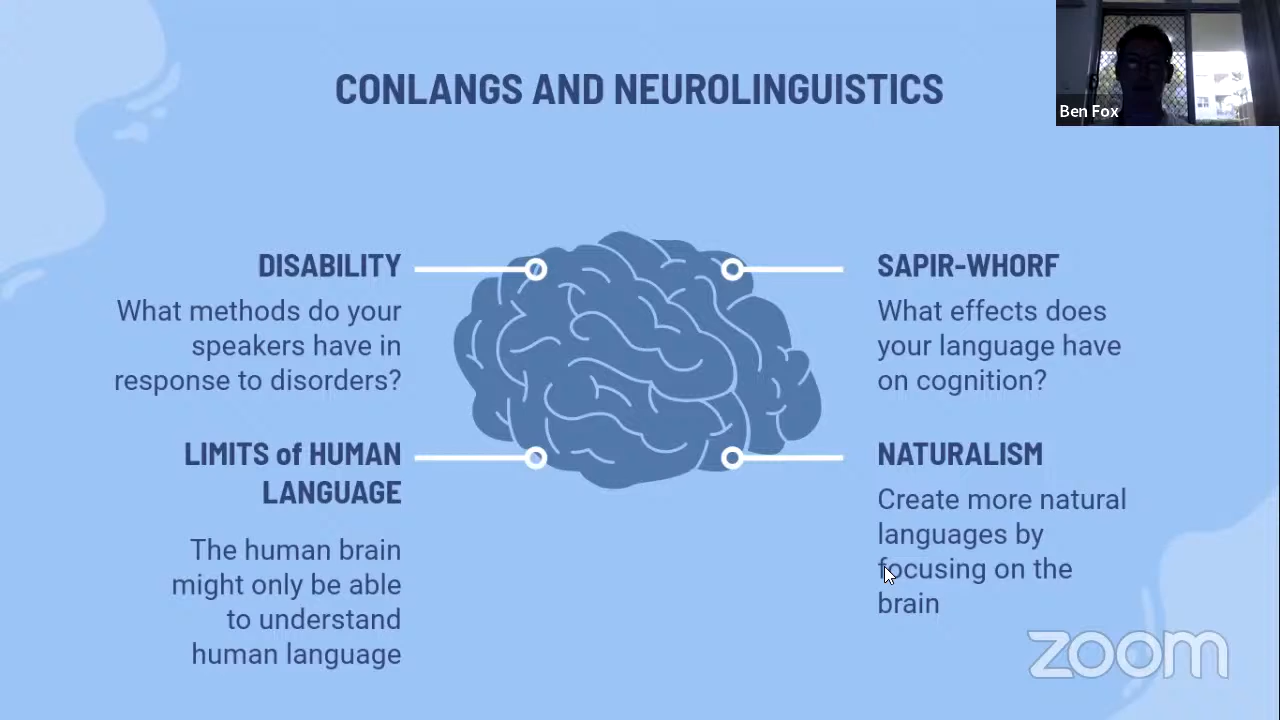 CONLANGS AND NEUROLINGUISTICS
Ben Fox
DISABILITY
What methods do your
speakers have in
response to disorders?
SAPIR-WHORF
What effects does
your language have
on cognition?
LIMITS of HUMAN
LANGUAGE
The human brain
might only be able
to understand
human language
NATURALISM
Create more natural
languages by
focusing on the
brain
zoom